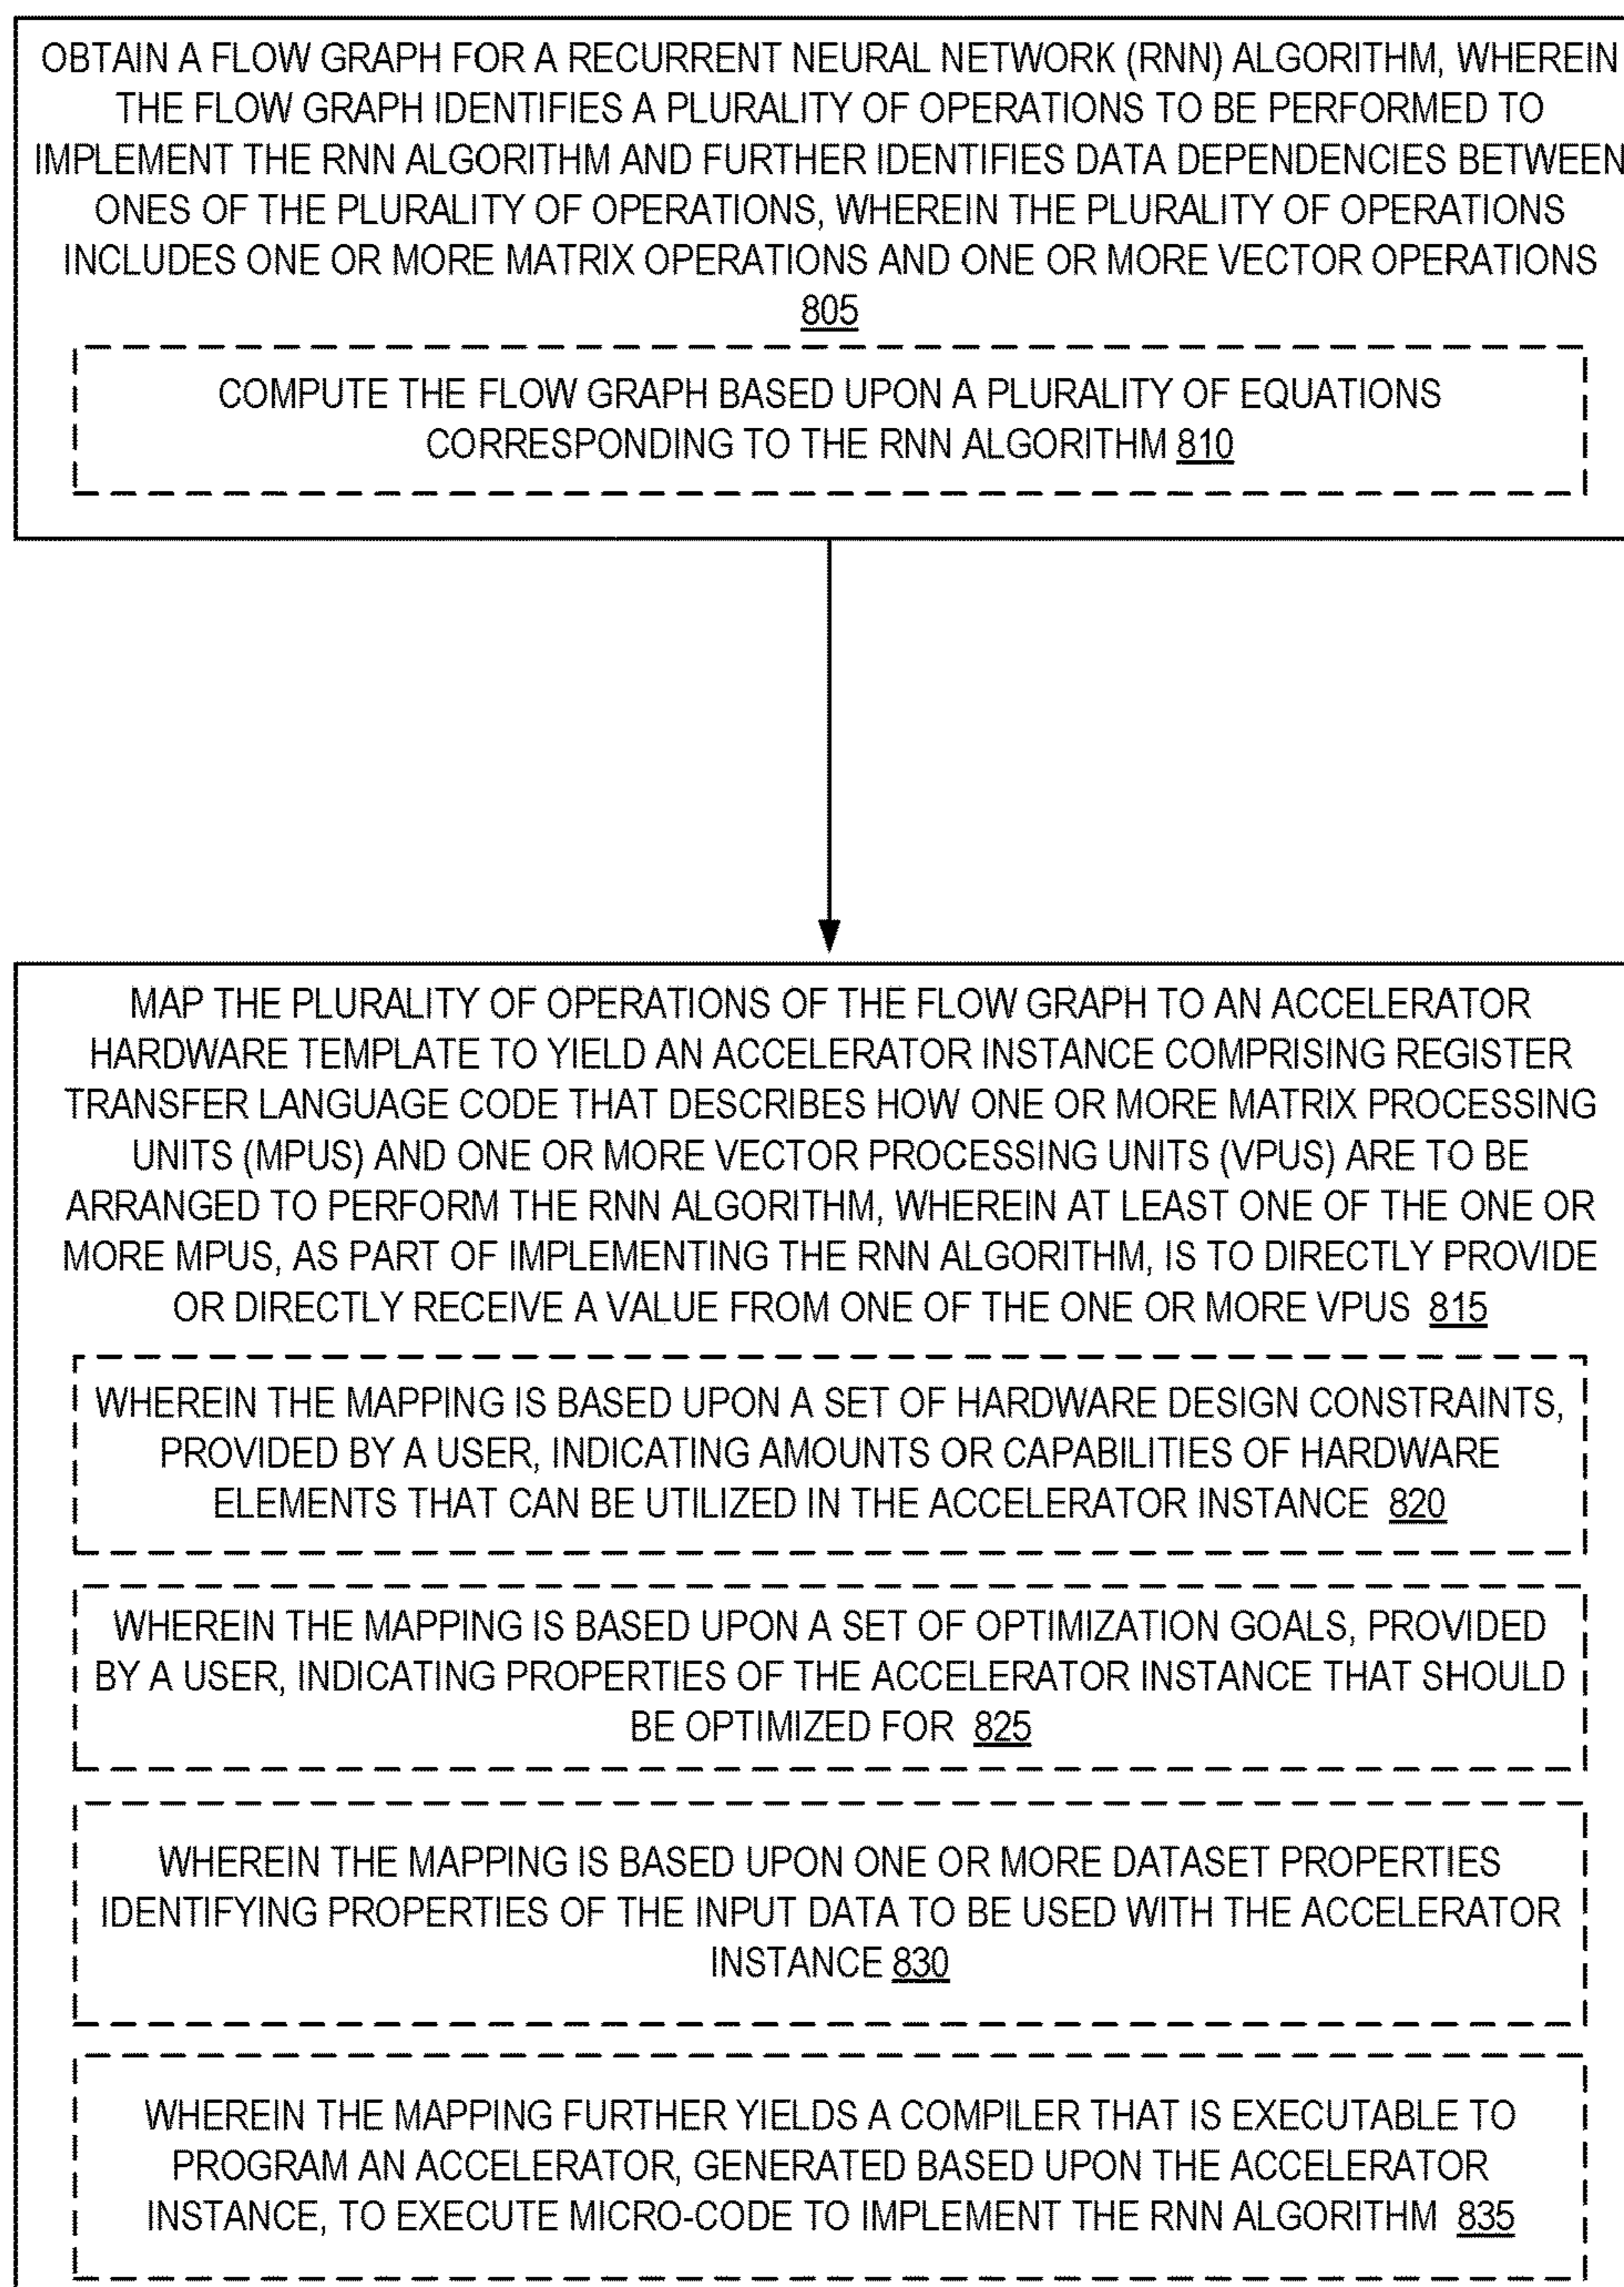 OBTAIN A FLOW GRAPH FOR A RECURRENT NEURAL NETWORK (RNN) ALGORITHM, WHEREIN
THE FLOW GRAPH IDENTIFIES A PLURALITY OF OPERATIONS TO BE PERFORMED TO
IMPLEMENT THE RNN ALGORITHM AND FURTHER IDENTIFIES DATA DEPENDENCIES BETWEEN
ONES OF THE PLURALITY OF OPERATIONS, WHEREIN THE PLURALITY OF OPERATIONS
INCLUDES ONE OR MORE MATRIX OPERATIONS AND ONE OR MORE VECTOR OPERATIONS
805
COMPUTE THE FLOW GRAPH BASED UPON A PLURALITY OF EQUATIONS
CORRESPONDING TO THE RNN ALGORITHM 810
MAP THE PLURALITY OF OPERATIONS OF THE FLOW GRAPH TO AN ACCELERATOR
HARDWARE TEMPLATE TO YIELD AN ACCELERATOR INSTANCE COMPRISING REGISTER
TRANSFER LANGUAGE CODE THAT DESCRIBES HOW ONE OR MORE MATRIX PROCESSING
UNITS (MPUS) AND ONE OR MORE VECTOR PROCESSING UNITS (VPUS) ARE TO BE
ARRANGED TO PERFORM THE RNN ALGORITHM, WHEREIN AT LEAST ONE OF THE ONE OR
MORE MPUS, AS PART OF IMPLEMENTING THE RNN ALGORITHM, IS TO DIRECTLY PROVIDE
OR DIRECTLY RECEIVE A VALUE FROM ONE OF THE ONE OR MORE VPUS 815
WHEREIN THE MAPPING IS BASED UPON A SET OF HARDWARE DESIGN CONSTRAINTS,
PROVIDED BY A USER, INDICATING AMOUNTS OR CAPABILITIES OF HARDWARE
ELEMENTS THAT CAN BE UTILIZED IN THE ACCELERATOR INSTANCE 820
WHEREIN THE MAPPING IS BASED UPON A SET OF OPTIMIZATION GOALS, PROVIDED
BY A USER, INDICATING PROPERTIES OF THE ACCELERATOR INSTANCE THAT SHOULD
BE OPTIMIZED FOR 825
WHEREIN THE MAPPING IS BASED UPON ONE OR MORE DATASET PROPERTIES
IDENTIFYING PROPERTIES OF THE INPUT DATA TO BE USED WITH THE ACCELERATOR
INSTANCE 830
WHEREIN THE MAPPING FURTHER YIELDS A COMPILER THAT IS EXECUTABLE TO
PROGRAM AN ACCELERATOR, GENERATED BASED UPON THE ACCELERATOR
INSTANCE, TO EXECUTE MICRO-CODE TO IMPLEMENT THE RNN ALGORITHM 835